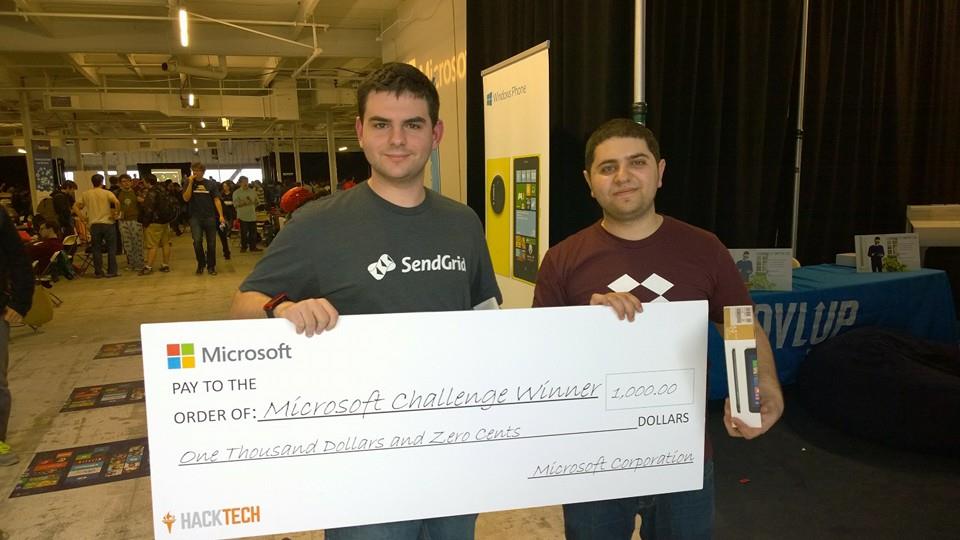 Microsoft
Windows Phone
SendGrid
DVLUP
Microsoft
PAY TO THE
ORDER OF: Microsoft Challenge Winner 1,000.00
One Thousand Dollars and Zero Cents DOLLARS
Microsoft Corporation
HACKTECH